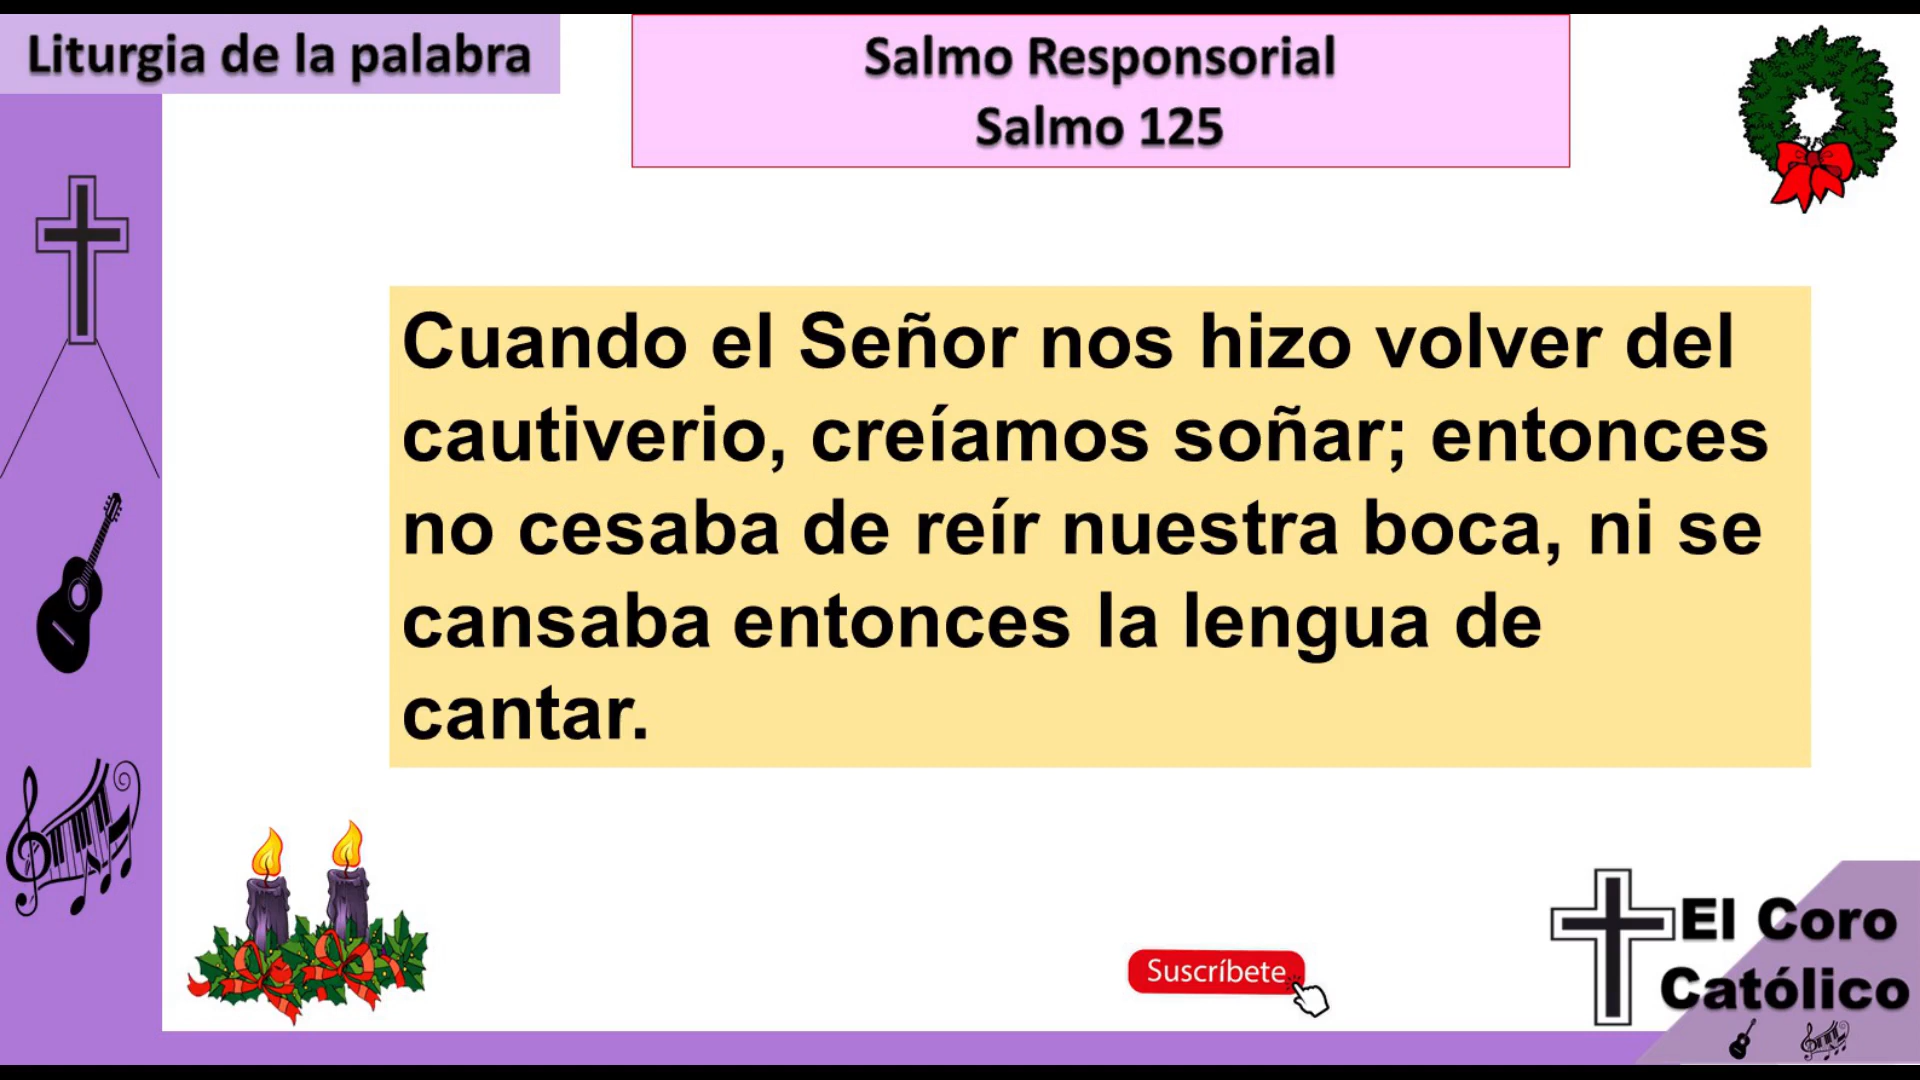 Liturgia de la palabra
Salmo Responsorial
Salmo 125
Cuando el Señor nos hizo volver del
cautiverio, creíamos soñar; entonces
no cesaba de reír nuestra boca, ni se
cansaba entonces la lengua de
cantar.
Suscríbete
El Coro
Católico